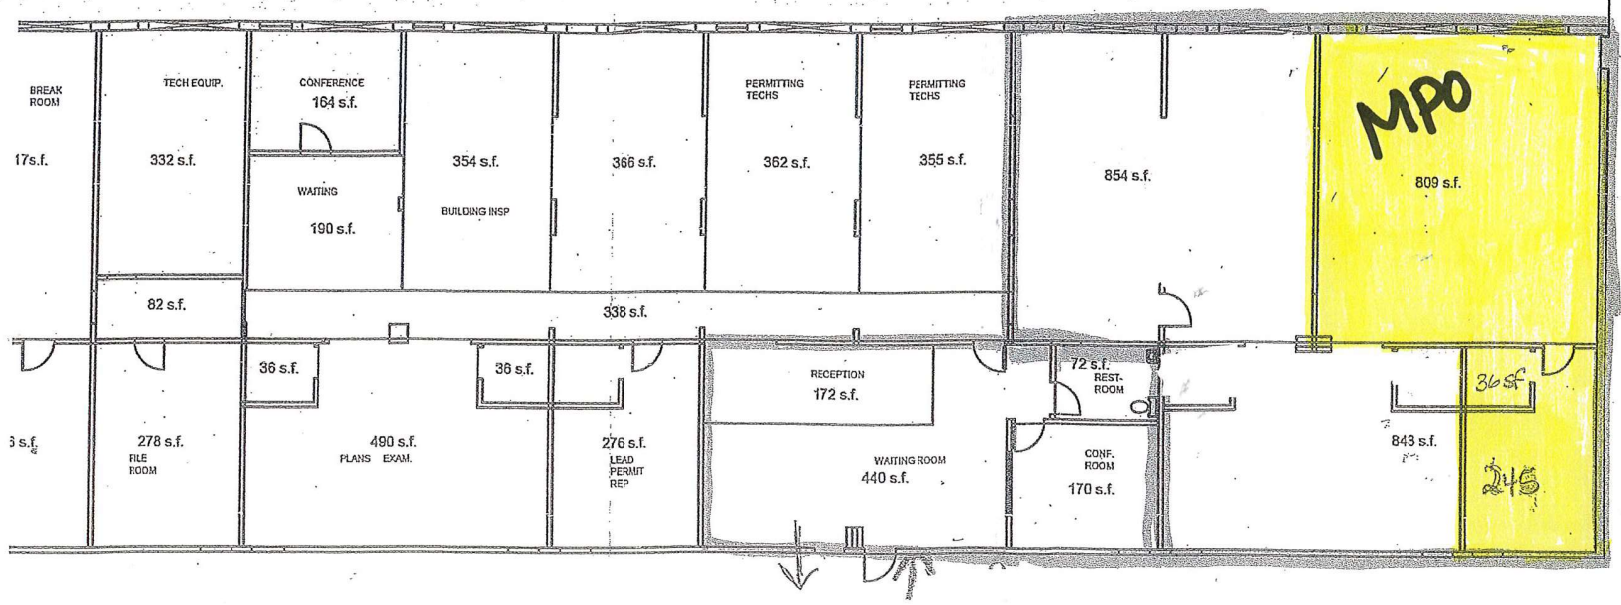 BREAK
ROOM
17s.f.
TECH EQUIP.
332 s.f.
CONFERENCE
164 s.f.
WAITING
190 s.f.
354 s.f.
BUILDING INSP
366 s.f.
PERMITTING
TECHS
362 s.f.
PERMITTING
TECHS
355 s.f.
854 s.f.
MPO
809 s.f.
82 s.f.
338 s.f.
6 s.f.
278 s.f.
FILE
ROOM
36 s.f.
490 s.f.
PLANS EXAM.
36 s.f.
276 s.f.
LEAD
PERMIT
REP
RECEPTION
172 s.f.
WAITING ROOM
440 s.f.
72 s.f.
REST-
ROOM
CONF.
ROOM
170 s.f.
843 s.f.
36 sf
245